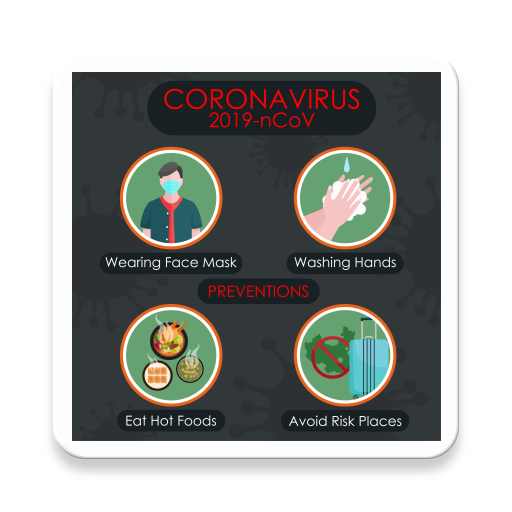 CORONAVIRUS
2019-nCoV
Wearing Face Mask
Washing Hands
PREVENTIONS
Eat Hot Foods
Avoid Risk Places